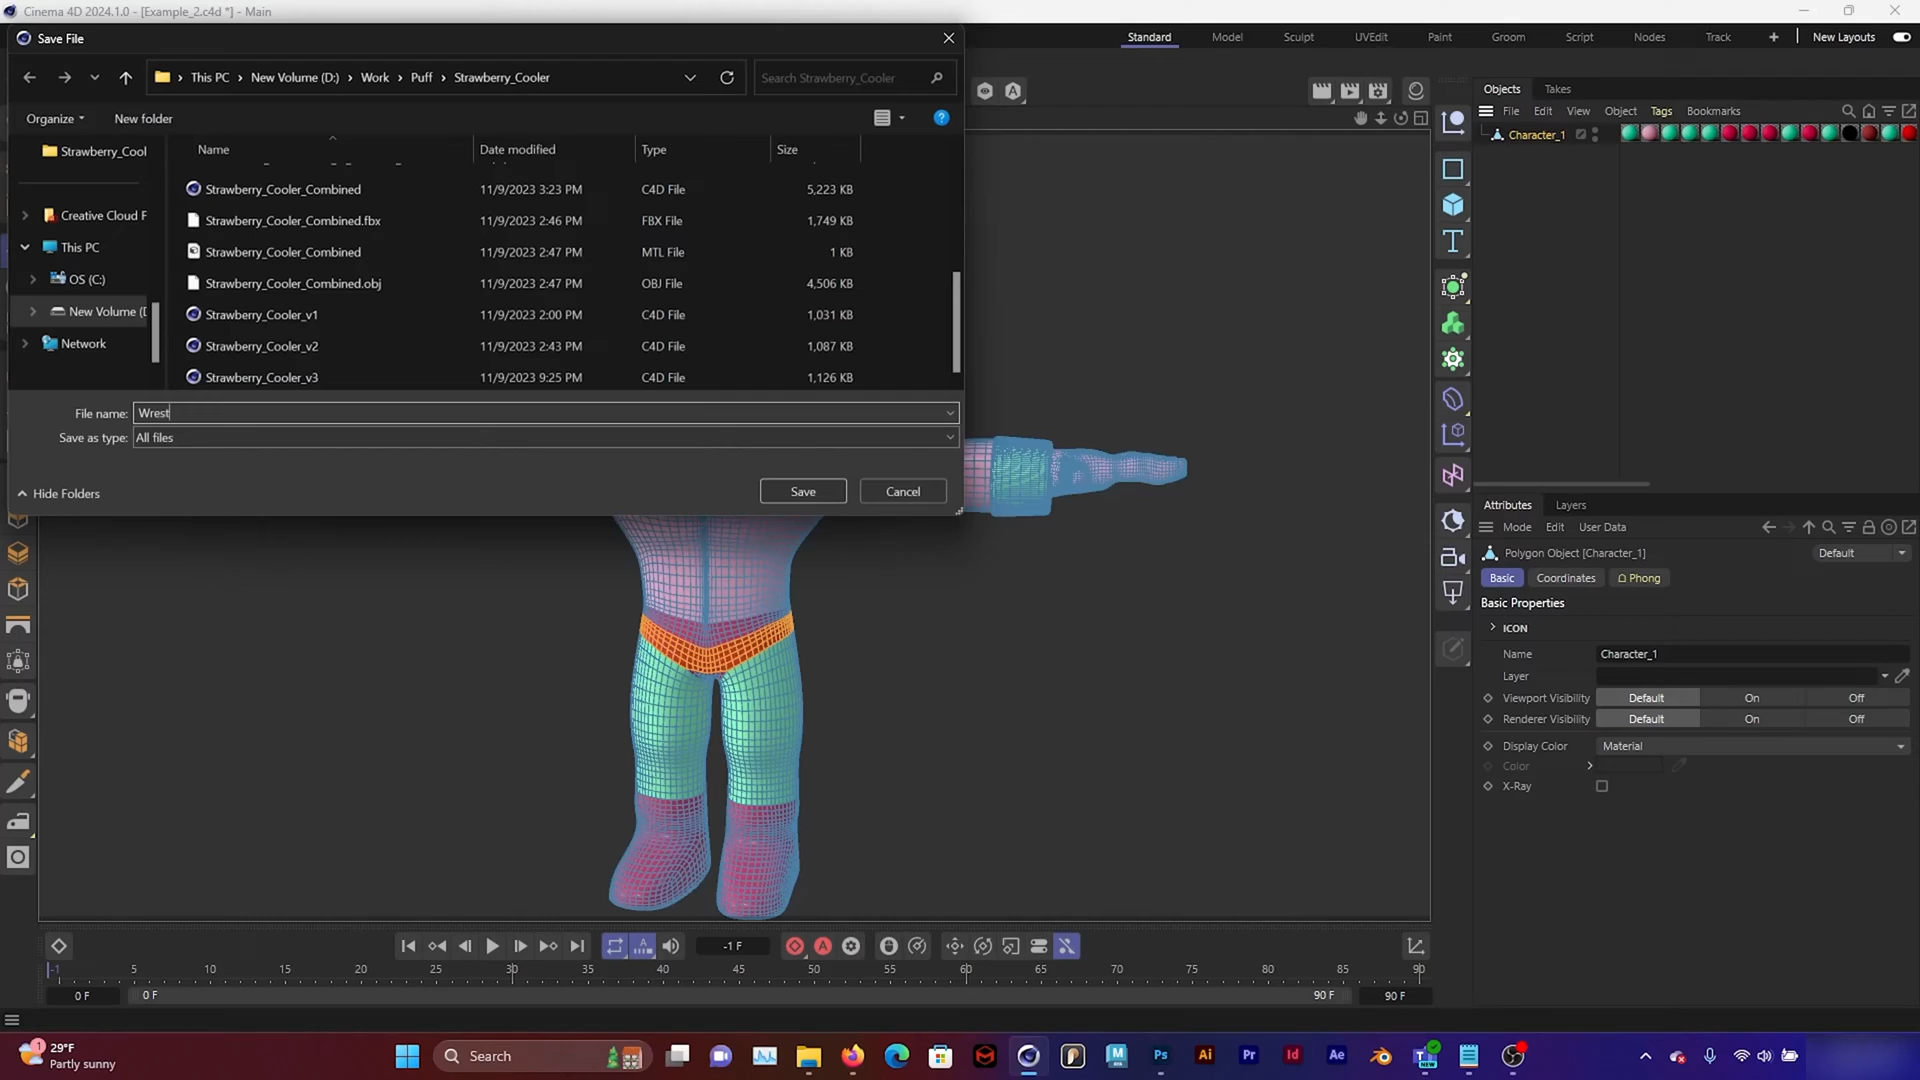 Cinema 4D 2024.1.0 - [Example_2.c4d *] - Main
Save File
Standard Model Sculpt UVEdit Paint Groom Script Nodes Track New Layouts
This PC New Volume (D:) Work Puff Strawberry_Cooler
Search Strawberry_Cooler
Organize New folder
Objects Takes
File Edit View Object Tags Bookmarks
Character_1
Strawberry_Cool
Creative Cloud F
This PC
OS (C:)
New Volume (D
Network
Name Date modified Type Size
Strawberry_Cooler_Combined 11/9/2023 3:23 PM C4D File 5,223 KB
Strawberry_Cooler_Combined.fbx 11/9/2023 2:46 PM FBX File 1,749 KB
Strawberry_Cooler_Combined 11/9/2023 2:47 PM MTL File 1 KB
Strawberry_Cooler_Combined.obj 11/9/2023 2:47 PM OBJ File 4,506 KB
Strawberry_Cooler_v1 11/9/2023 2:00 PM C4D File 1,031 KB
Strawberry_Cooler_v2 11/9/2023 2:43 PM C4D File 1,087 KB
Strawberry_Cooler_v3 11/9/2023 9:25 PM C4D File 1,126 KB
File name: Wrest
Save as type: All files
Hide Folders
Save Cancel
Attributes Layers
Mode Edit User Data
Polygon Object [Character_1] Default
Basic Coordinates Phong
Basic Properties
ICON
Name Character_1
Layer
Viewport Visibility Default On Off
Renderer Visibility Default On Off
Display Color Material
Color
X-Ray
-1 F
-1 5 10 15 20 25 30 35 40 45 50 55 60 65 70 75 80 85 90
0 F 0 F 90 F 90 F
1
29°F
Partly sunny
Search
Ps Ai Pr Id Ae
NEW